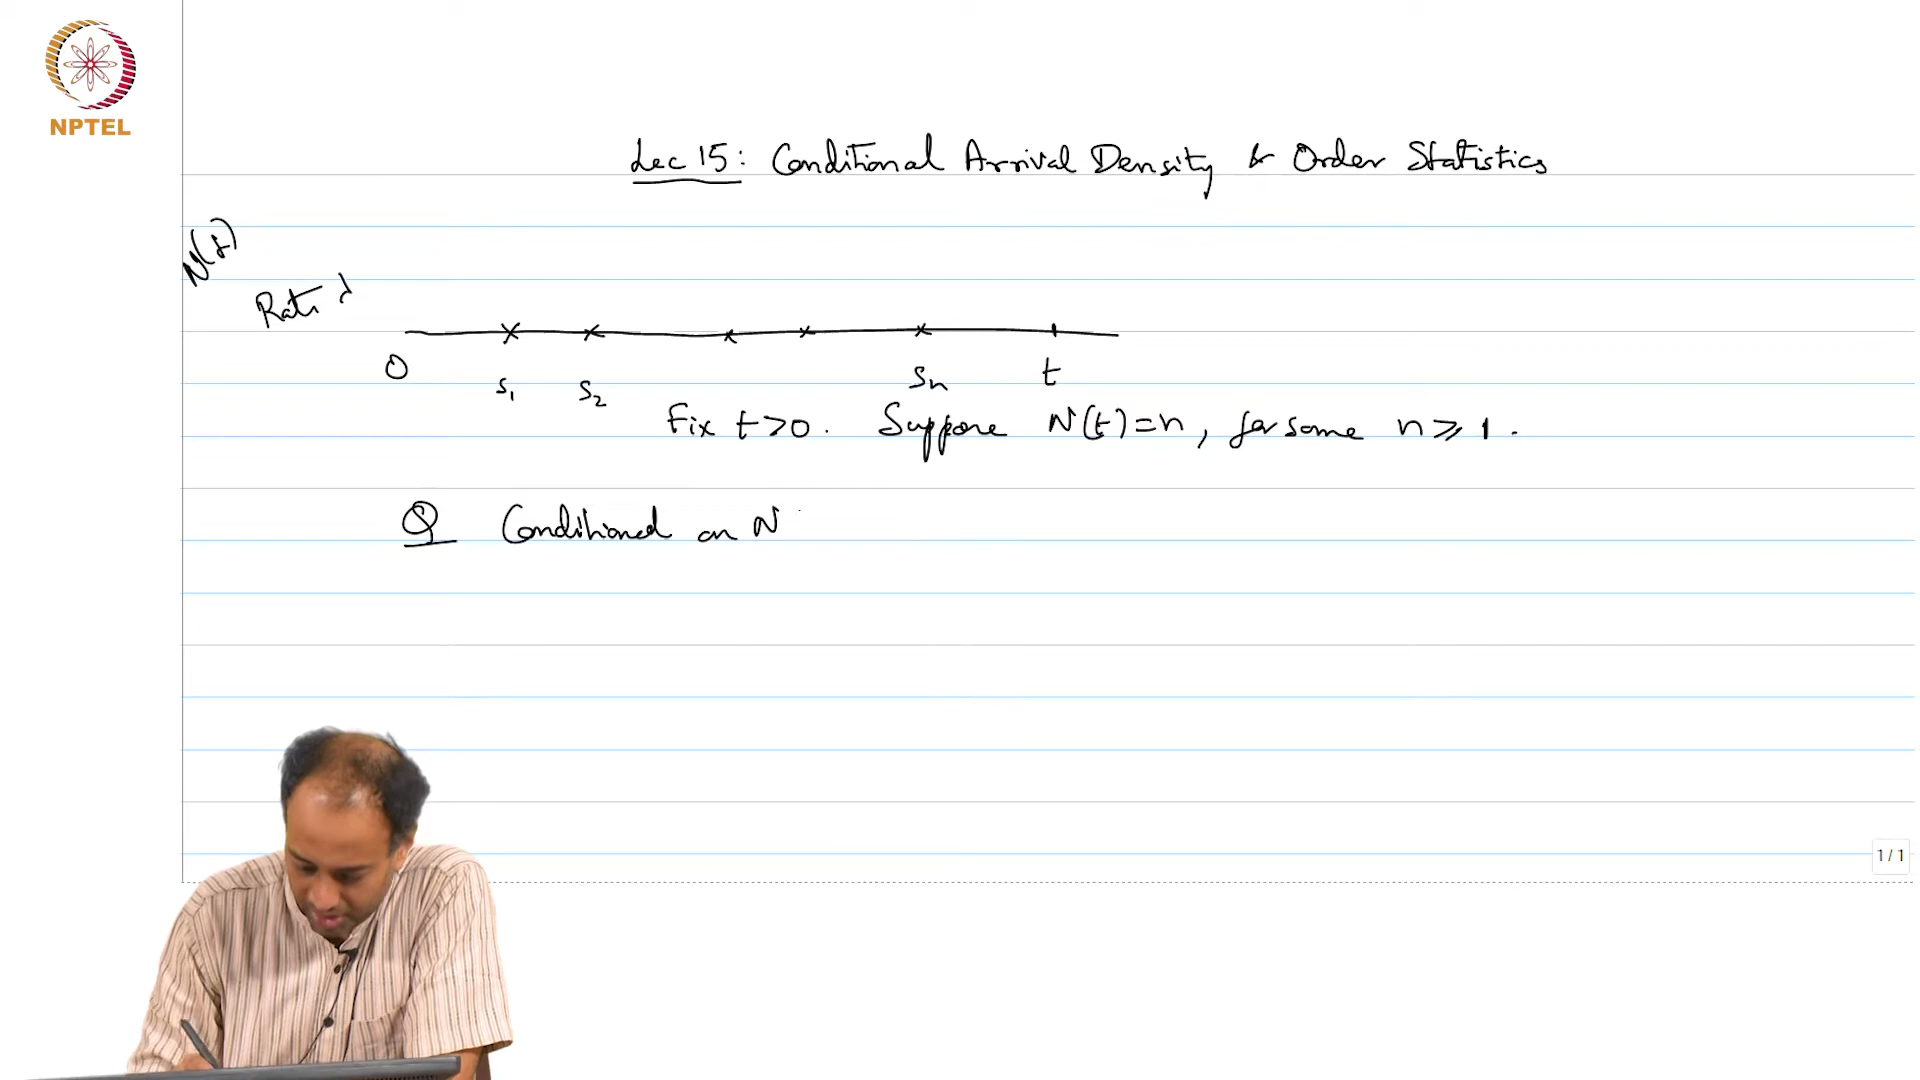 NPTEL
Lec 15: Conditional Arrival Density & Order Statistics
N(t)
Rate λ
0 s₁ s₂ sₙ t
Fix t>0. Suppose N(t)=n, for some n ≥ 1.
Q Conditioned on N
1 / 1